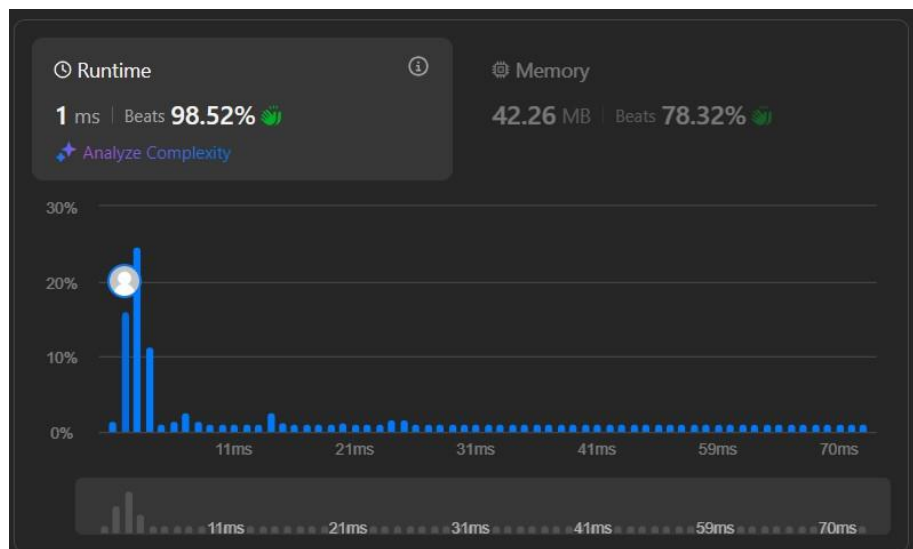 Runtime
1 ms | Beats 98.52%
Analyze Complexity
Memory
42.26 MB | Beats 78.32%
30%
20%
10%
0%
11ms 21ms 31ms 41ms 59ms 70ms
11ms 21ms 31ms 41ms 59ms 70ms